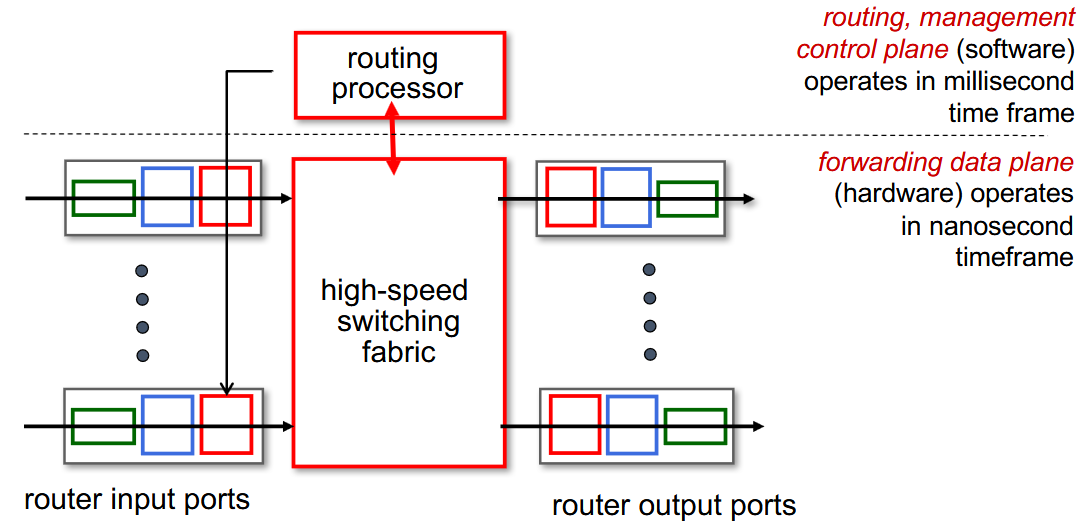 routing, management
control plane (software)
operates in millisecond
time frame
routing
processor
forwarding data plane
(hardware) operates
in nanosecond
timeframe
high-speed
switching
fabric
router input ports
router output ports